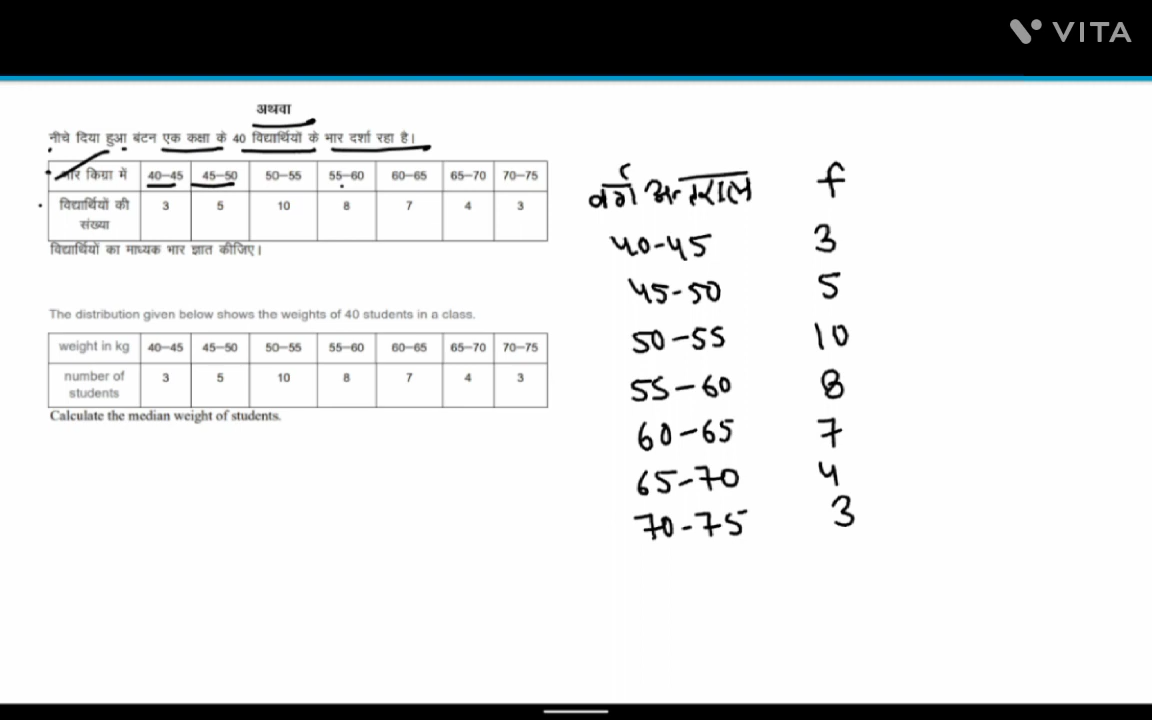 VITA
अथवा
नीचे दिया हुआ बंटन एक कक्षा के 40 विद्यार्थियों के भार दर्शा रहा है।
भार किग्रा में 40–45 45–50 50–55 55–60 60–65 65–70 70–75
विद्यार्थियों की 3 5 10 8 7 4 3
संख्या
विद्यार्थियों का माध्यक भार ज्ञात कीजिए।
The distribution given below shows the weights of 40 students in a class.
weight in kg 40–45 45–50 50–55 55–60 60–65 65–70 70–75
number of 3 5 10 8 7 4 3
students
Calculate the median weight of students.
वर्ग अन्तराल f
40-45 3
45-50 5
50-55 10
55-60 8
60-65 7
65-70 4
70-75 3